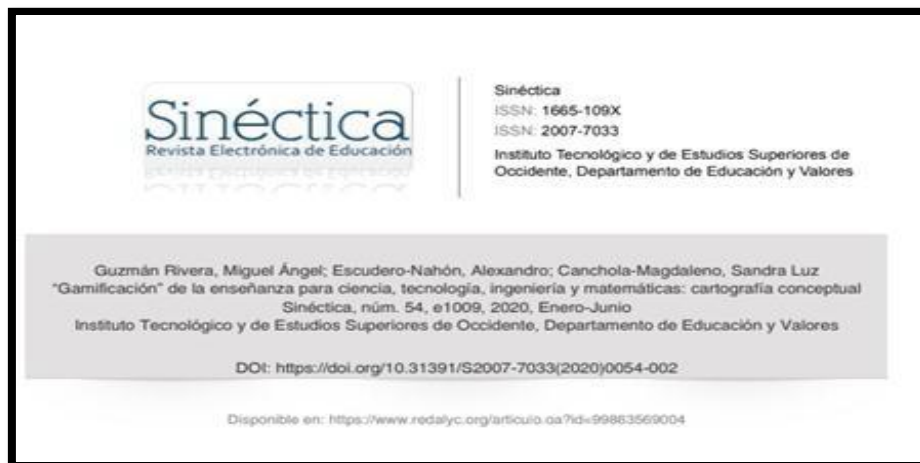 Sinéctica
Revista Electrónica de Educación
Sinéctica
ISSN: 1665-109X
ISSN: 2007-7033
Instituto Tecnológico y de Estudios Superiores de
Occidente, Departamento de Educación y Valores
Guzmán Rivera, Miguel Ángel; Escudero-Nahón, Alexandro; Canchola-Magdaleno, Sandra Luz
"Gamificación" de la enseñanza para ciencia, tecnología, ingeniería y matemáticas: cartografía conceptual
Sinéctica, núm. 54, e1009, 2020, Enero-Junio
Instituto Tecnológico y de Estudios Superiores de Occidente, Departamento de Educación y Valores
DOI: https://doi.org/10.31391/S2007-7033(2020)0054-002
Disponible en: https://www.redalyc.org/articulo.oa?id=99863569004